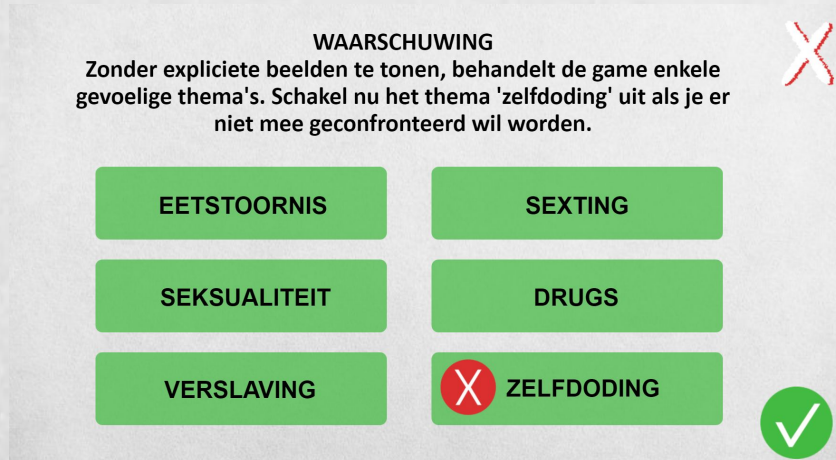 WAARSCHUWING
Zonder expliciete beelden te tonen, behandelt de game enkele
gevoelige thema's. Schakel nu het thema 'zelfdoding' uit als je er
niet mee geconfronteerd wil worden.
EETSTOORNIS
SEXTING
SEKSUALITEIT
DRUGS
VERSLAVING
ZELFDODING